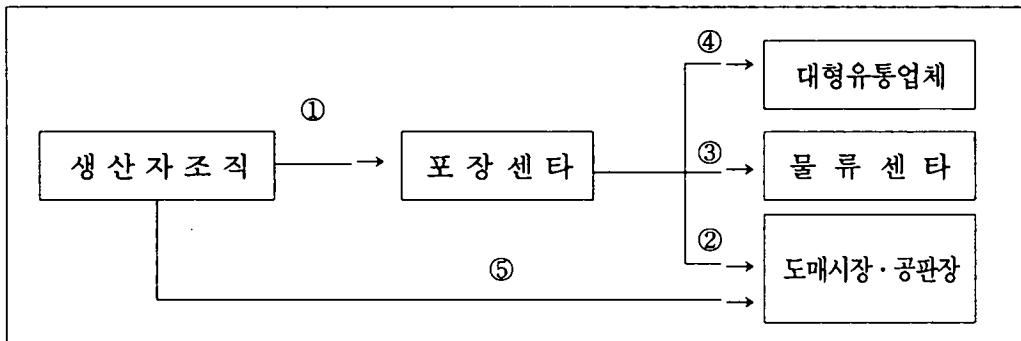 ④
대형유통업체
①
생 산 자 조 직
포 장 센 타
③
물 류 센 타
②
도매시장·공판장
⑤